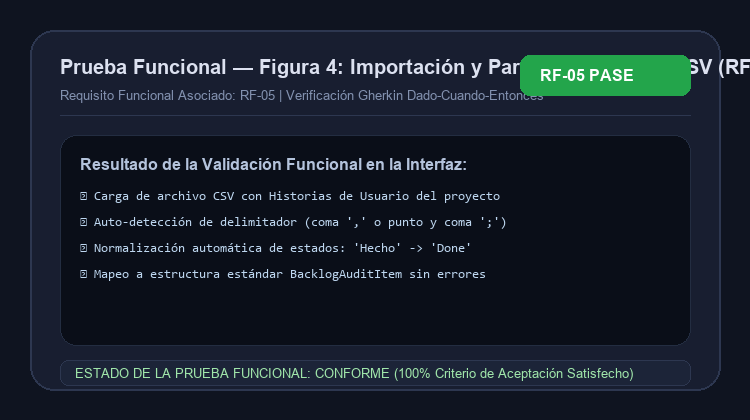 Prueba Funcional — Figura 4: Importación y Par SV (RF
RF-05 PASE
Requisito Funcional Asociado: RF-05 | Verificación Gherkin Dado-Cuando-Entonces
Resultado de la Validación Funcional en la Interfaz:
Carga de archivo CSV con Historias de Usuario del proyecto
Auto-detección de delimitador (coma ',' o punto y coma ';')
Normalización automática de estados: 'Hecho' -> 'Done'
Mapeo a estructura estándar BacklogAuditItem sin errores
ESTADO DE LA PRUEBA FUNCIONAL: CONFORME (100% Criterio de Aceptación Satisfecho)